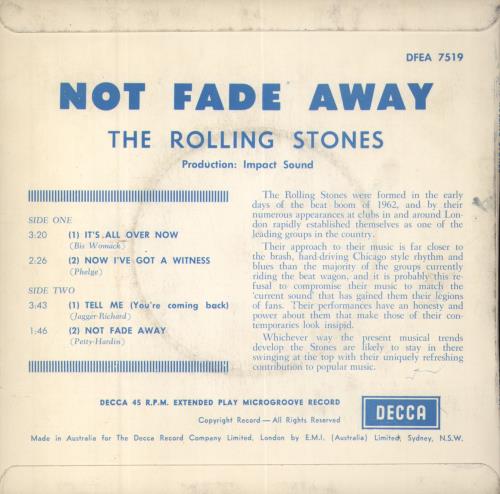 DFEA 7519
NOT FADE AWAY
THE ROLLING STONES
Production: Impact Sound
SIDE ONE
3:20 (1) IT'S ALL OVER NOW
(Bis Womack)
2:26 (2) NOW I'VE GOT A WITNESS
(Phelge)
SIDE TWO
3:43 (1) TELL ME (You're coming back)
(Jagger-Richard)
1:46 (2) NOT FADE AWAY
(Petty-Hardin)
The Rolling Stones were formed in the early
days of the beat boom of 1962, and by their
numerous appearances at clubs in and around Lon-
don rapidly established themselves as one of the
leading groups in the country.
Their approach to their music is far closer to
the brash, hard-driving Chicago style rhythm and
blues than the majority of the groups currently
riding the beat wagon, and it is probably this re-
fusal to compromise their music to match the
'current sound' that has gained them their legions
of fans. Their performances have an honesty and
power about them that make those of their con-
temporaries look insipid.
Whichever way the present musical trends
develop the Stones are likely to stay in there
swinging at the top with their uniquely refreshing
contribution to popular music.
DECCA 45 R.P.M. EXTENDED PLAY MICROGROOVE RECORD
Copyright Record — All Rights Reserved
DECCA
Made in Australia for The Decca Record Company Limited, London by E.M.I. (Australia) Limited, Sydney, N.S.W.